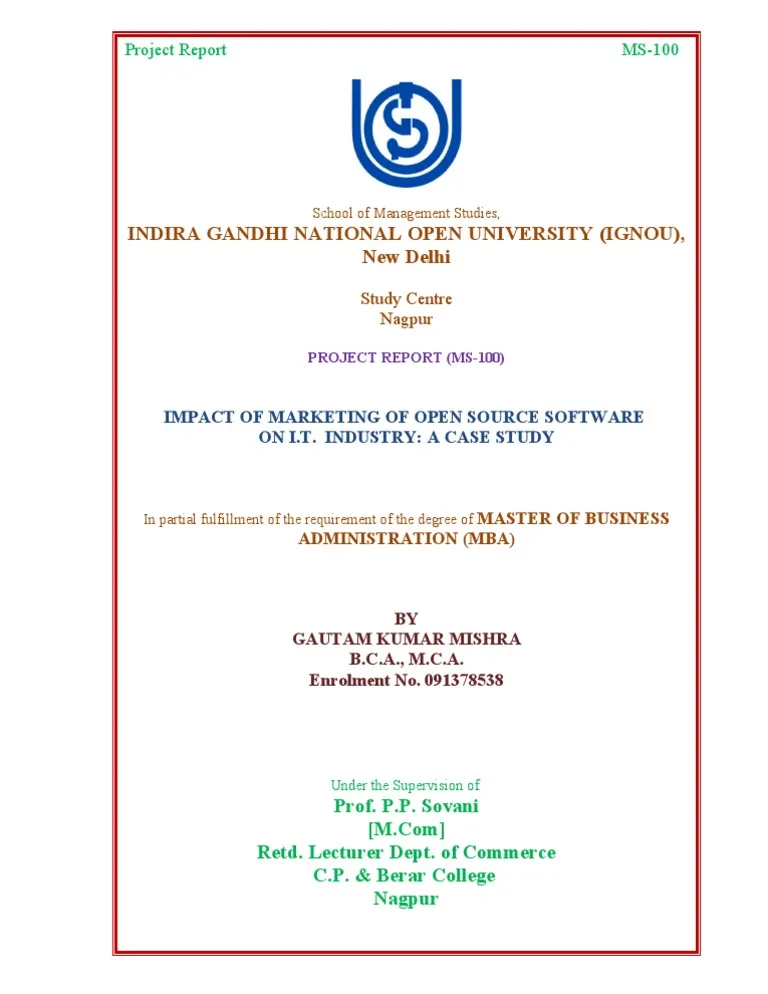 Project Report MS-100
School of Management Studies,
INDIRA GANDHI NATIONAL OPEN UNIVERSITY (IGNOU),
New Delhi
Study Centre
Nagpur
PROJECT REPORT (MS-100)
IMPACT OF MARKETING OF OPEN SOURCE SOFTWARE
ON I.T. INDUSTRY: A CASE STUDY
In partial fulfillment of the requirement of the degree of MASTER OF BUSINESS
ADMINISTRATION (MBA)
BY
GAUTAM KUMAR MISHRA
B.C.A., M.C.A.
Enrolment No. 091378538
Under the Supervision of
Prof. P.P. Sovani
[M.Com]
Retd. Lecturer Dept. of Commerce
C.P. & Berar College
Nagpur